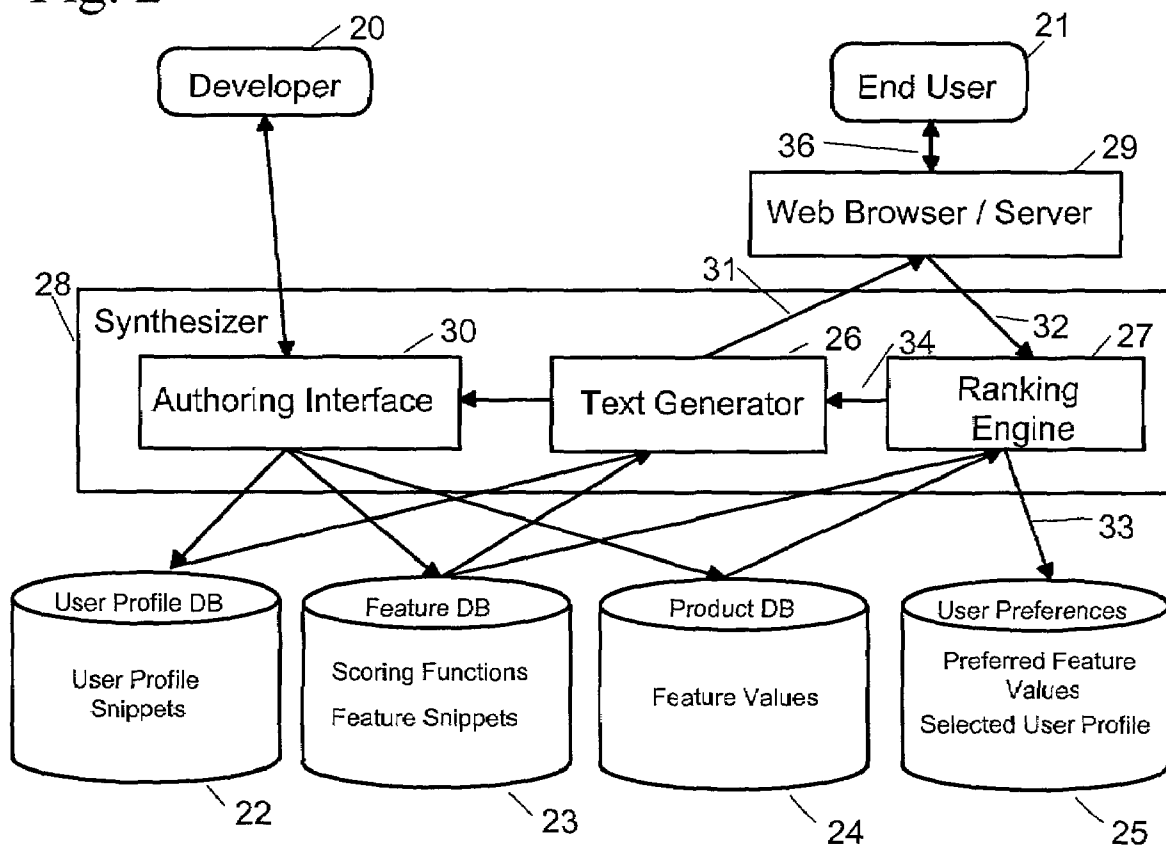 Fig. 2
20
21
Developer
End User
36
29
Web Browser / Server
28
31
32
Synthesizer
30
26
34
27
Authoring Interface
Text Generator
Ranking
Engine
33
User Profile DB
Feature DB
Product DB
User Preferences
User Profile
Snippets
Scoring Functions
Feature Snippets
Feature Values
Preferred Feature
Values
Selected User Profile
22
23
24
25